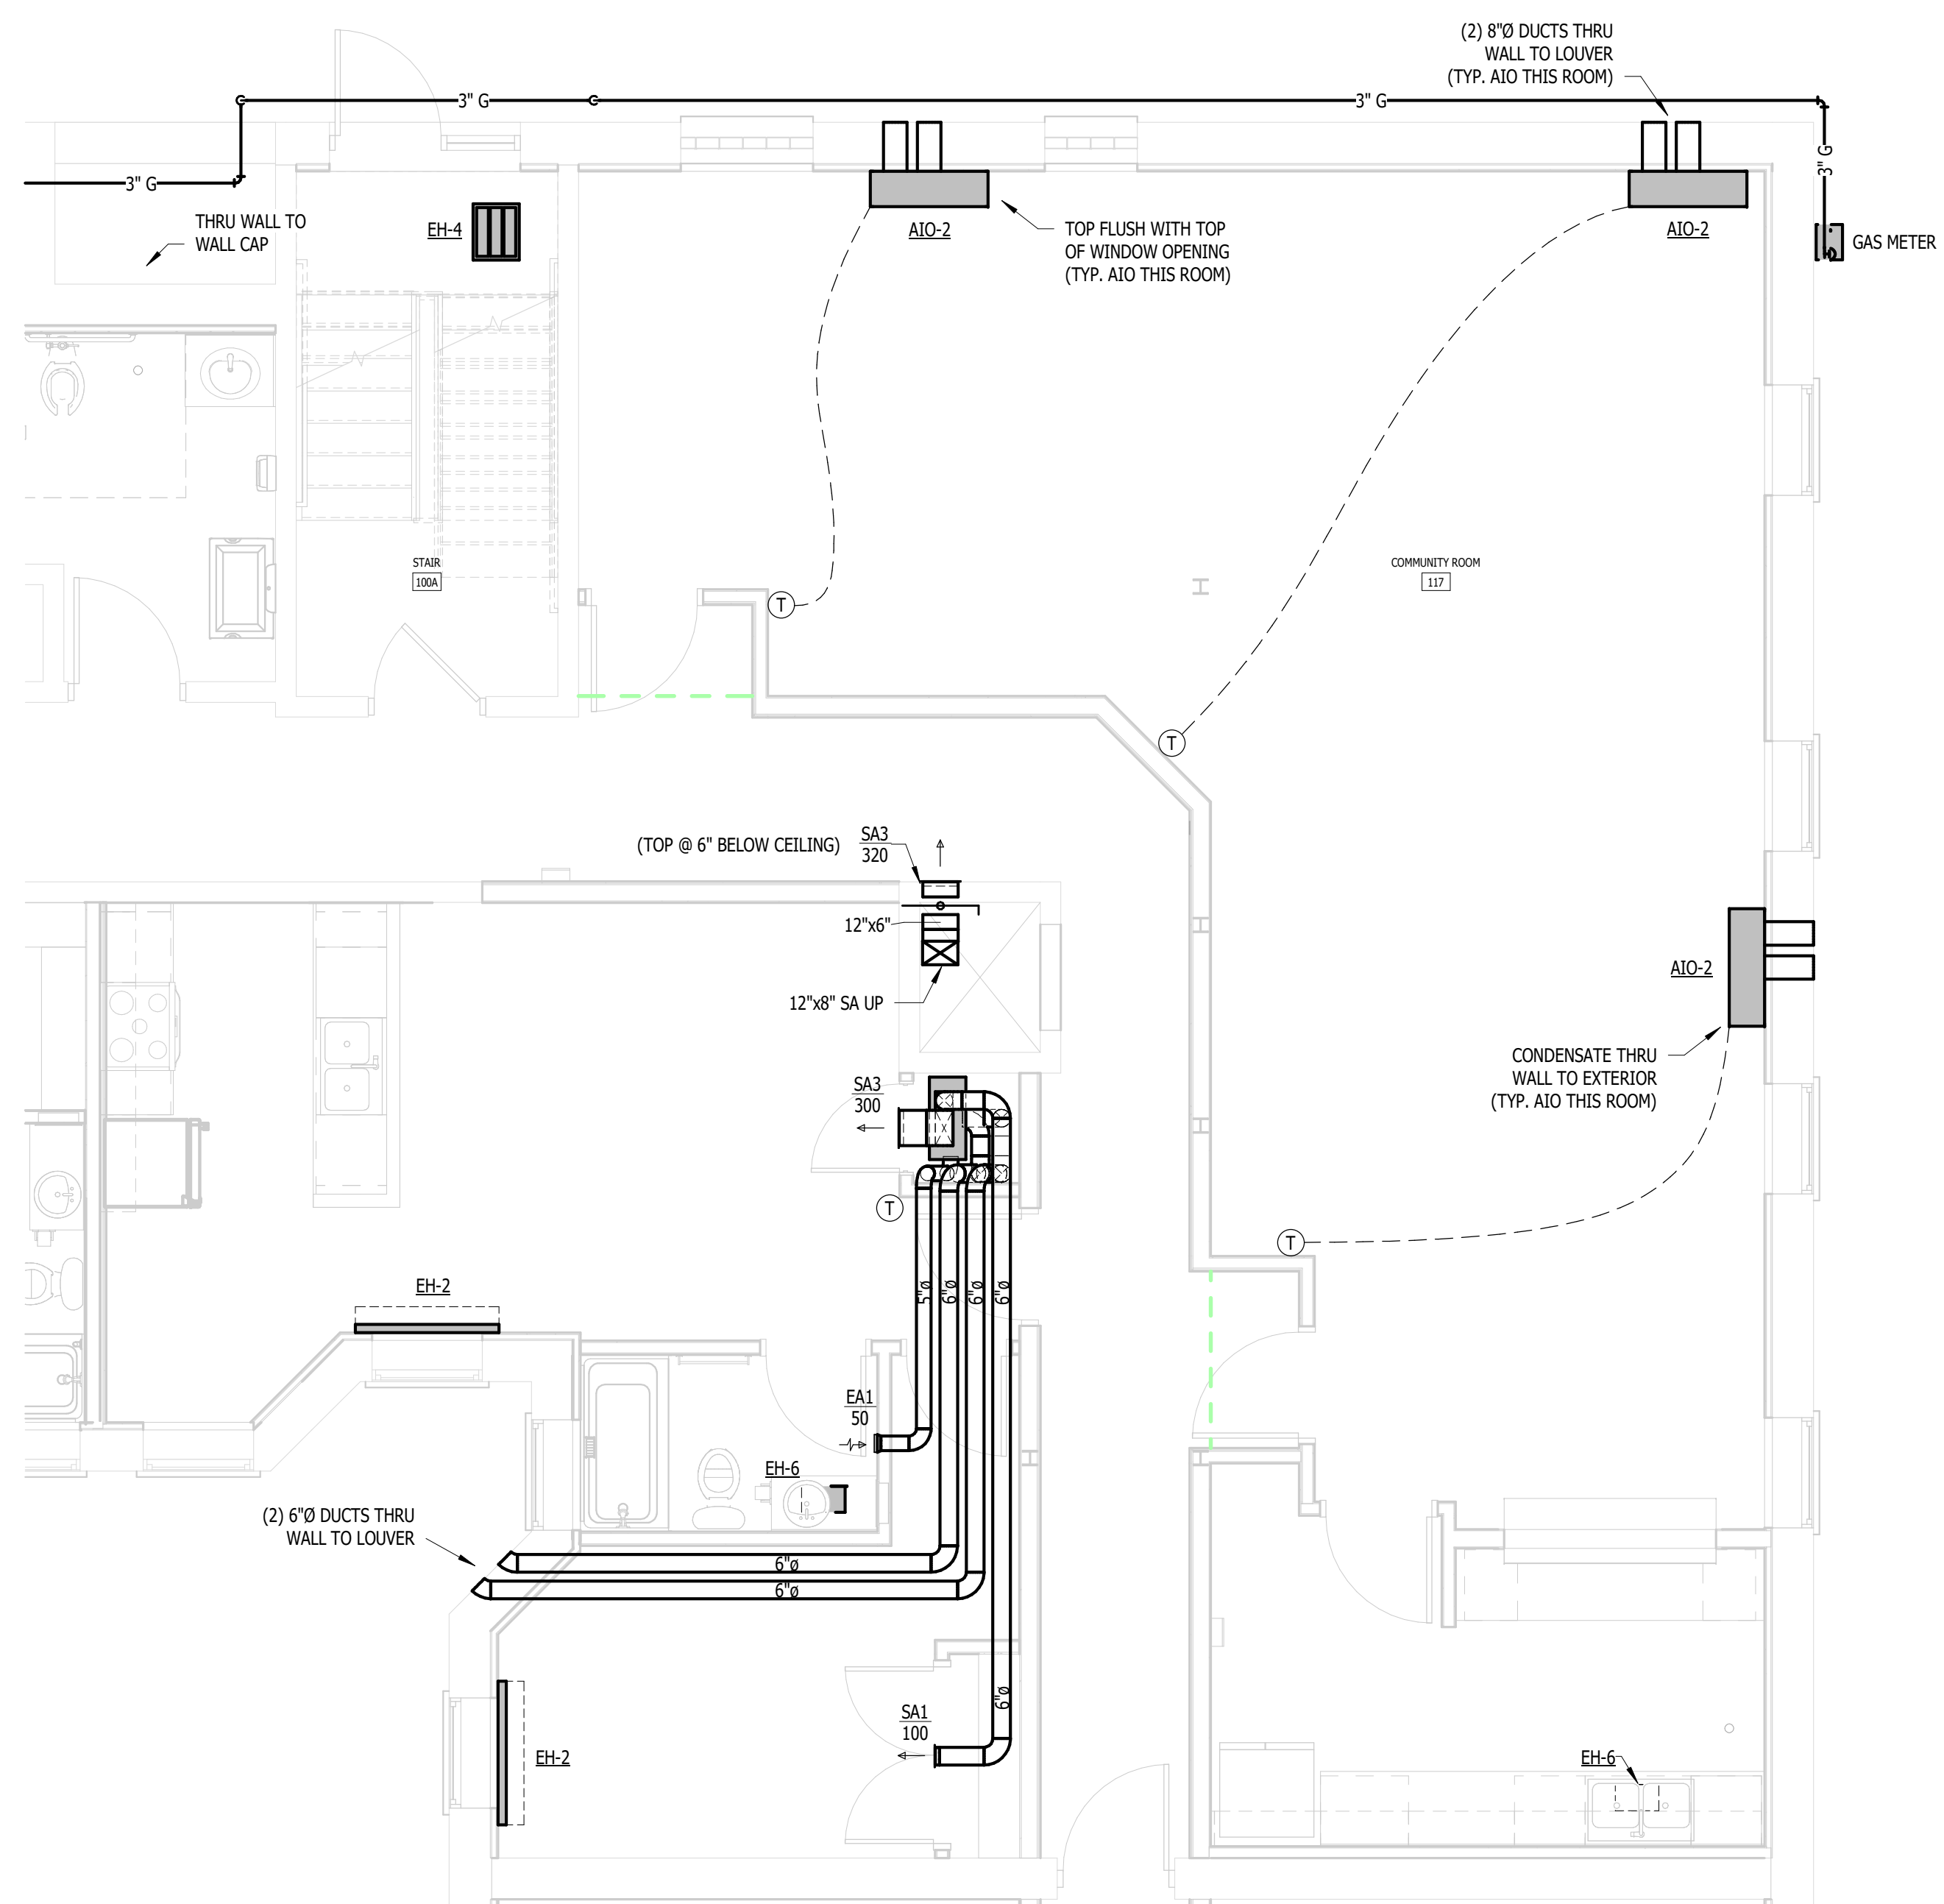 (2) 8"Ø DUCTS THRU
WALL TO LOUVER
(TYP. AIO THIS ROOM)
3" G
3" G
3" G
3" G
THRU WALL TO
WALL CAP
EH-4
AIO-2
TOP FLUSH WITH TOP
OF WINDOW OPENING
(TYP. AIO THIS ROOM)
AIO-2
GAS METER
STAIR
100A
COMMUNITY ROOM
117
T
T
(TOP @ 6" BELOW CEILING)
SA3
320
12"x6"
12"x8" SA UP
AIO-2
CONDENSATE THRU
WALL TO EXTERIOR
(TYP. AIO THIS ROOM)
SA3
300
T
T
EH-2
5"ø
6"ø
6"ø
6"ø
EA1
50
EH-6
(2) 6"Ø DUCTS THRU
WALL TO LOUVER
6"ø
6"ø
6"ø
SA1
100
EH-2
EH-6